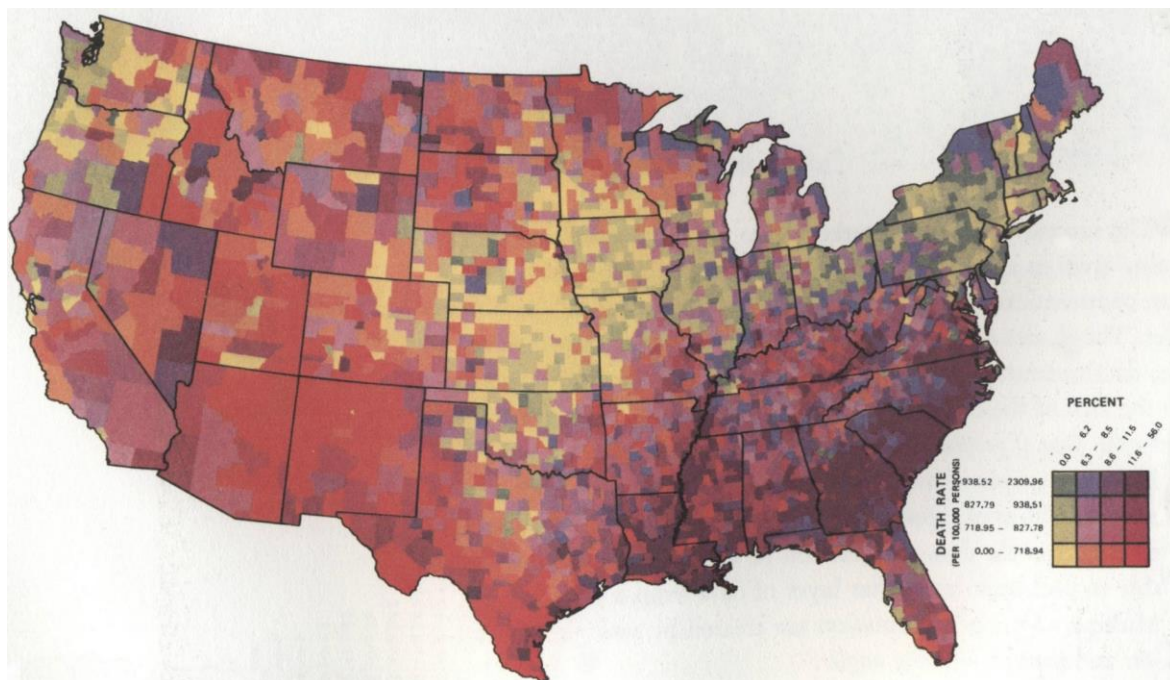 PERCENT
0.0 – 6.2
6.3 – 8.5
8.6 – 11.5
11.6 – 56.0
DEATH RATE
(PER 100,000 PERSONS)
938.52 2309.96
827.79 938.51
718.95 – 827.78
0.00 – 718.94